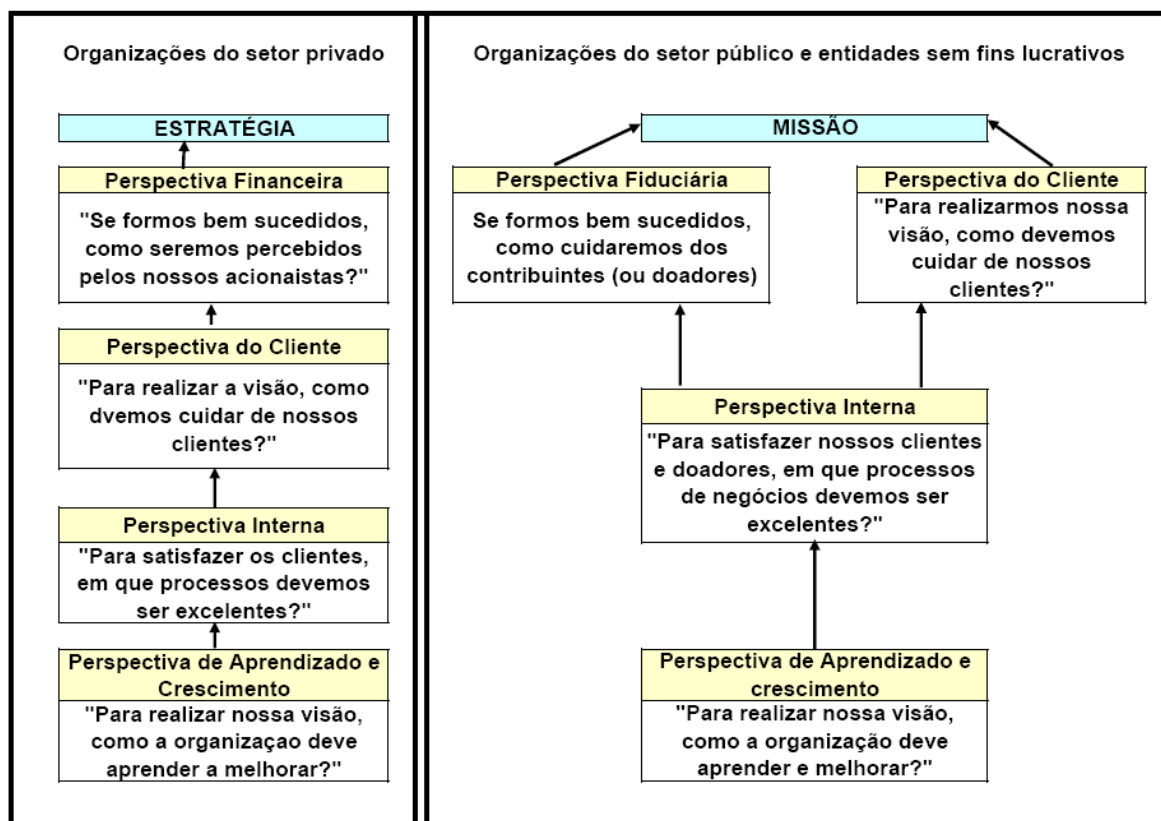 Organizações do setor privado
ESTRATÉGIA
Perspectiva Financeira
"Se formos bem sucedidos,
como seremos percebidos
pelos nossos acionaistas?"
Perspectiva do Cliente
"Para realizar a visão, como
dvemos cuidar de nossos
clientes?"
Perspectiva Interna
"Para satisfazer os clientes,
em que processos devemos
ser excelentes?"
Perspectiva de Aprendizado e
Crescimento
"Para realizar nossa visão,
como a organizaçao deve
aprender a melhorar?"
Organizações do setor público e entidades sem fins lucrativos
MISSÃO
Perspectiva Fiduciária
Se formos bem sucedidos,
como cuidaremos dos
contribuintes (ou doadores)
Perspectiva do Cliente
"Para realizarmos nossa
visão, como devemos
cuidar de nossos
clientes?"
Perspectiva Interna
"Para satisfazer nossos clientes
e doadores, em que processos
de negócios devemos ser
excelentes?"
Perspectiva de Aprendizado e
crescimento
"Para realizar nossa visão,
como a organização deve
aprender e melhorar?"